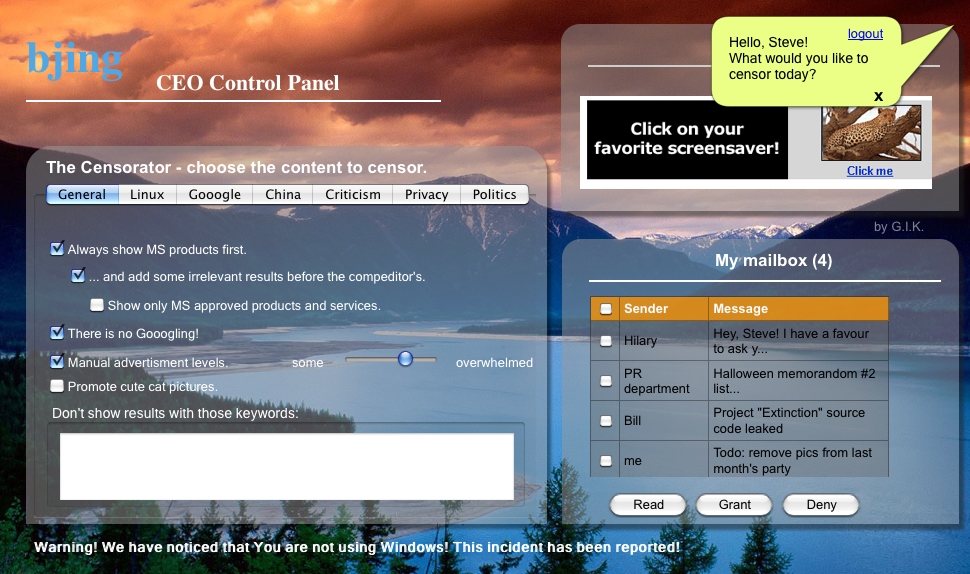 bjing
CEO Control Panel
logout
Hello, Steve!
What would you like to
censor today?
x
Click on your
favorite screensaver!
Click me
by G.I.K.
The Censorator - choose the content to censor.
General Linux Gooogle China Criticism Privacy Politics
Always show MS products first.
... and add some irrelevant results before the compeditor's.
Show only MS approved products and services.
There is no Gooogling!
Manual advertisment levels. some overwhelmed
Promote cute cat pictures.
Don't show results with those keywords:
My mailbox (4)
Sender Message
Hilary Hey, Steve! I have a favour
to ask y...
PR Halloween memorandom #2
department list...
Bill Project "Extinction" source
code leaked
me Todo: remove pics from last
month's party
Read Grant Deny
Warning! We have noticed that You are not using Windows! This incident has been reported!